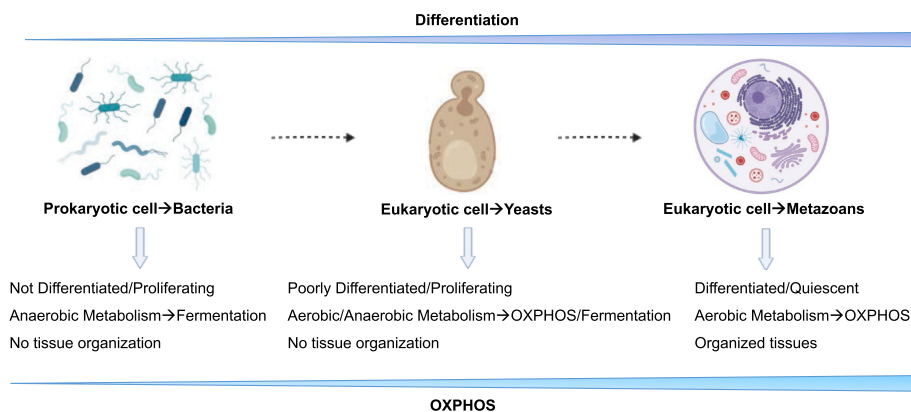 Differentiation
Prokaryotic cell→Bacteria
Eukaryotic cell→Yeasts
Eukaryotic cell→Metazoans
Not Differentiated/Proliferating
Anaerobic Metabolism→Fermentation
No tissue organization
Poorly Differentiated/Proliferating
Aerobic/Anaerobic Metabolism→OXPHOS/Fermentation
No tissue organization
Differentiated/Quiescent
Aerobic Metabolism→OXPHOS
Organized tissues
OXPHOS